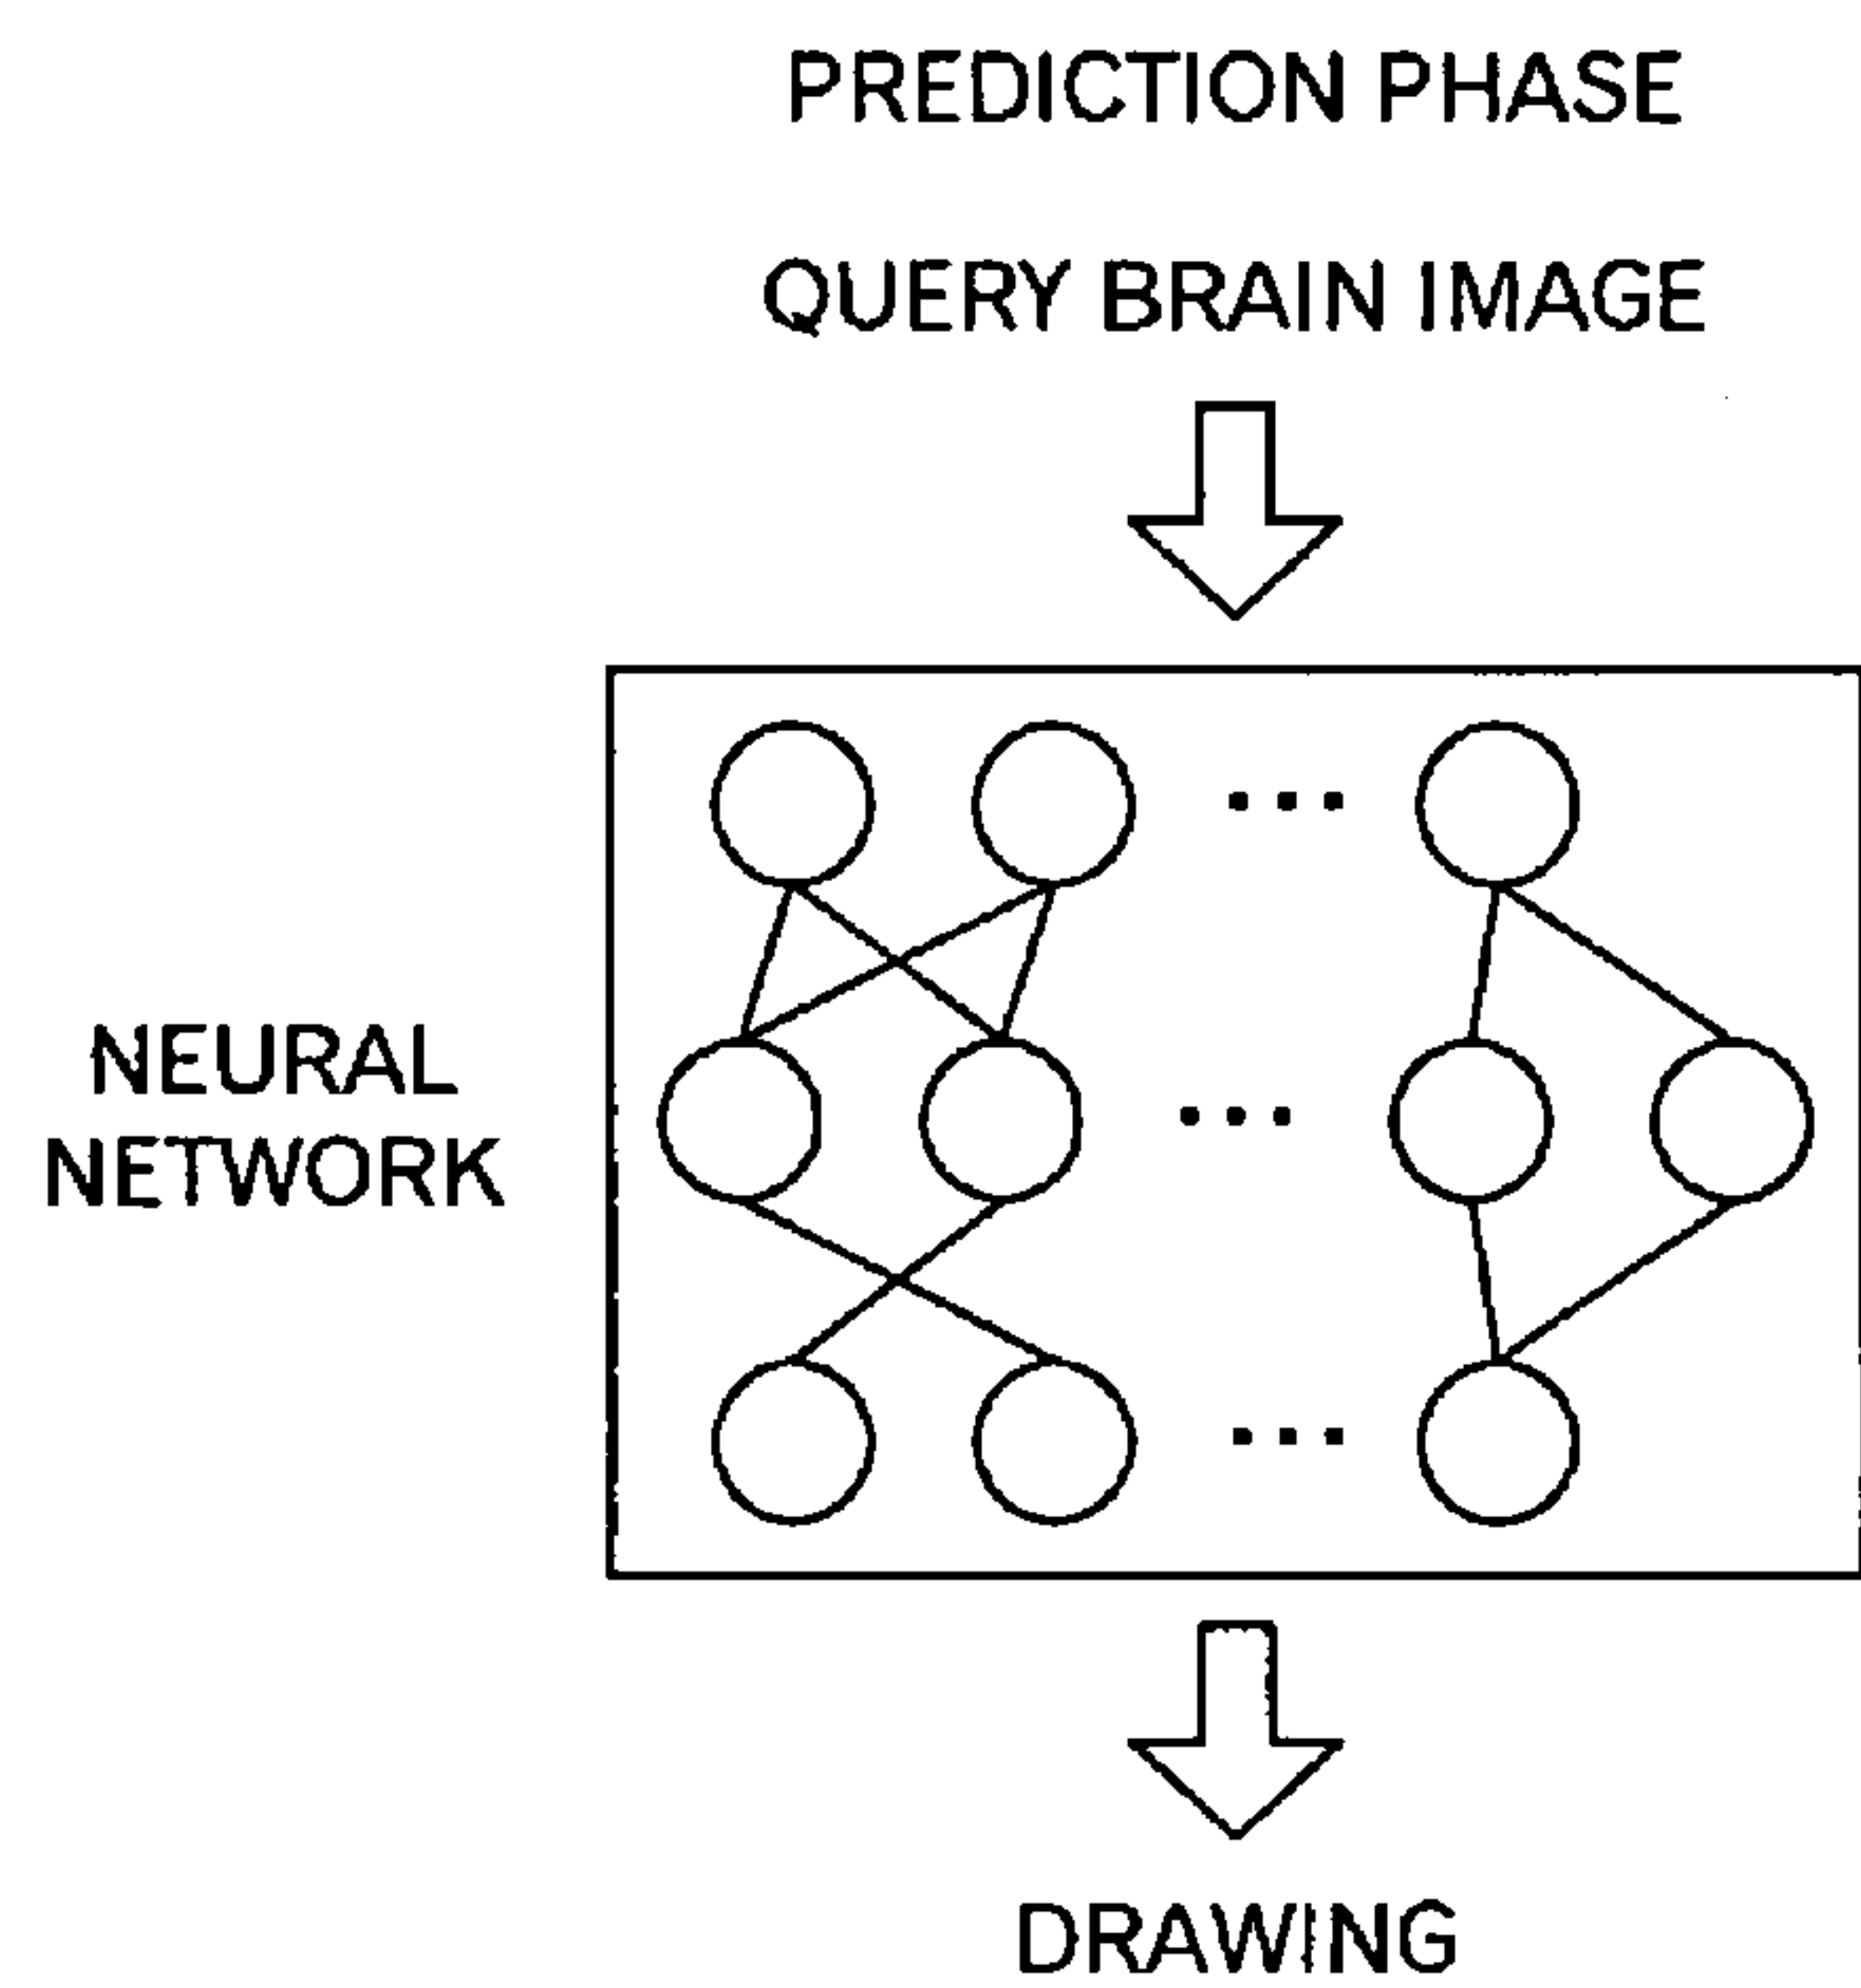 PREDICTION PHASE
QUERY BRAIN IMAGE
NEURAL
NETWORK
DRAWING